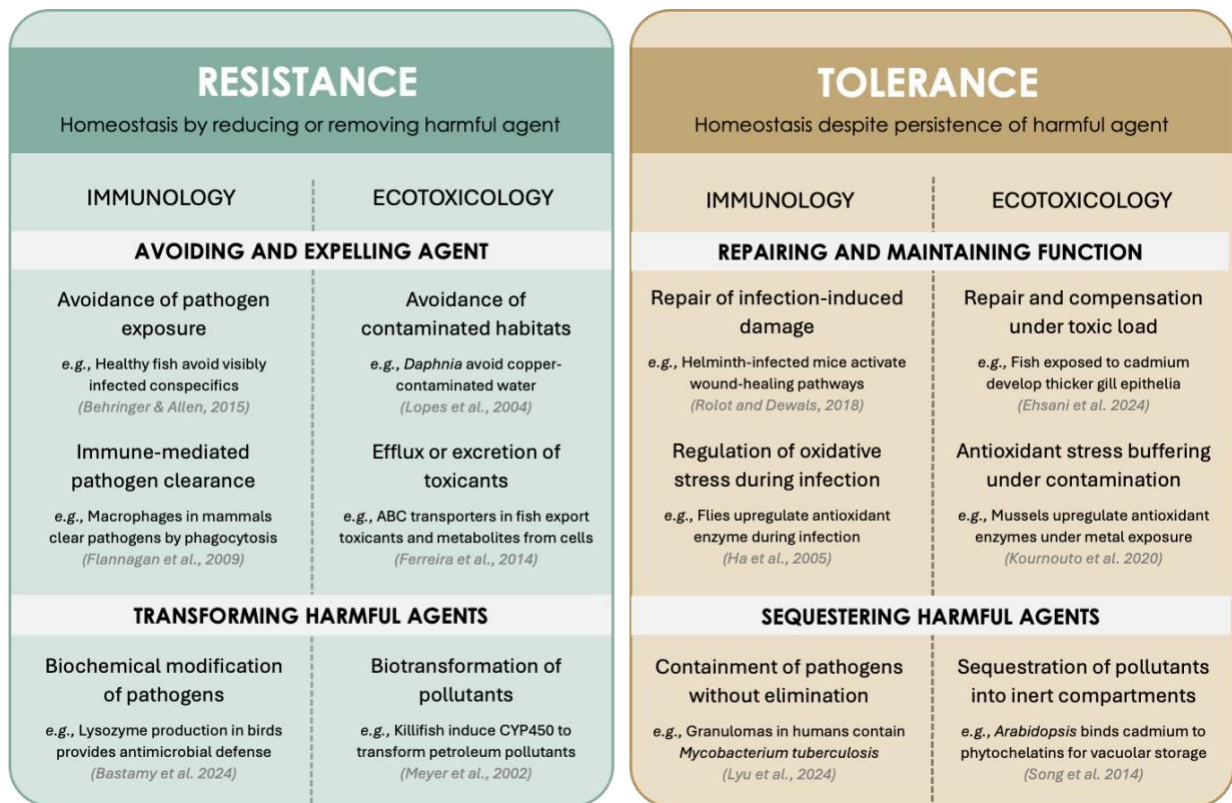 RESISTANCE
Homeostasis by reducing or removing harmful agent
IMMUNOLOGY
ECOTOXICOLOGY
AVOIDING AND EXPELLING AGENT
Avoidance of pathogen
exposure
e.g., Healthy fish avoid visibly
infected conspecifics
(Behringer & Allen, 2015)
Avoidance of
contaminated habitats
e.g., Daphnia avoid copper-
contaminated water
(Lopes et al., 2004)
Immune-mediated
pathogen clearance
e.g., Macrophages in mammals
clear pathogens by phagocytosis
(Flannagan et al., 2009)
Efflux or excretion of
toxicants
e.g., ABC transporters in fish export
toxicants and metabolites from cells
(Ferreira et al., 2014)
TRANSFORMING HARMFUL AGENTS
Biochemical modification
of pathogens
e.g., Lysozyme production in birds
provides antimicrobial defense
(Bastamy et al. 2024)
Biotransformation of
pollutants
e.g., Killifish induce CYP450 to
transform petroleum pollutants
(Meyer et al., 2002)
TOLERANCE
Homeostasis despite persistence of harmful agent
IMMUNOLOGY
ECOTOXICOLOGY
REPAIRING AND MAINTAINING FUNCTION
Repair of infection-induced
damage
e.g., Helminth-infected mice activate
wound-healing pathways
(Rolot and Dewals, 2018)
Repair and compensation
under toxic load
e.g., Fish exposed to cadmium
develop thicker gill epithelia
(Ehsani et al. 2024)
Regulation of oxidative
stress during infection
e.g., Flies upregulate antioxidant
enzyme during infection
(Ha et al., 2005)
Antioxidant stress buffering
under contamination
e.g., Mussels upregulate antioxidant
enzymes under metal exposure
(Kournouto et al. 2020)
SEQUESTERING HARMFUL AGENTS
Containment of pathogens
without elimination
e.g., Granulomas in humans contain
Mycobacterium tuberculosis
(Lyu et al., 2024)
Sequestration of pollutants
into inert compartments
e.g., Arabidopsis binds cadmium to
phytochelatins for vacuolar storage
(Song et al. 2014)